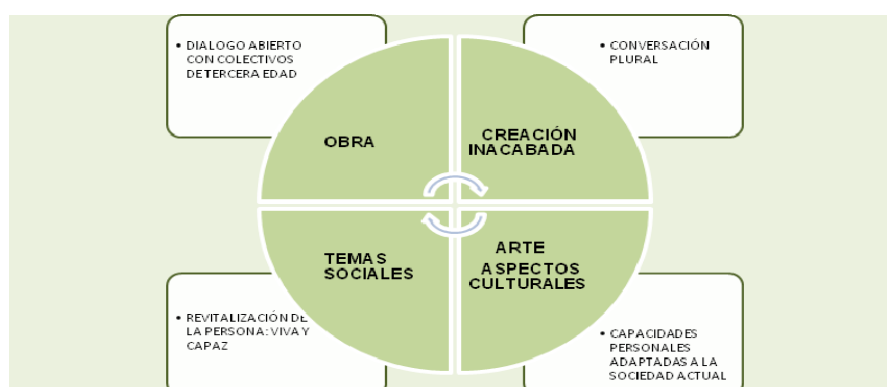 • DIALOGO ABIERTO
CON COLECTIVOS
DE TERCERA EDAD
• CONVERSACIÓN
PLURAL
OBRA
CREACIÓN
INACABADA
TEMAS
SOCIALES
ARTE
ASPECTOS
CULTURALES
• REVITALIZACIÓN DE
LA PERSONA: VIVA Y
CAPAZ
• CAPACIDADES
PERSONALES
ADAPTADAS A LA
SOCIEDAD ACTUAL